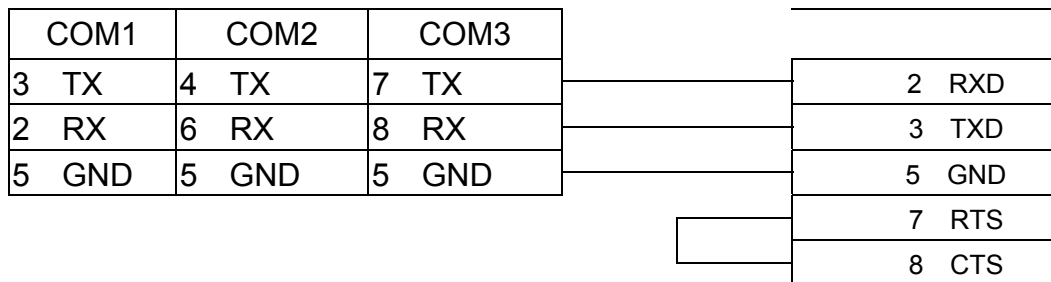 COM1 COM2 COM3
3 TX 4 TX 7 TX 2 RXD
2 RX 6 RX 8 RX 3 TXD
5 GND 5 GND 5 GND 5 GND
7 RTS
8 CTS